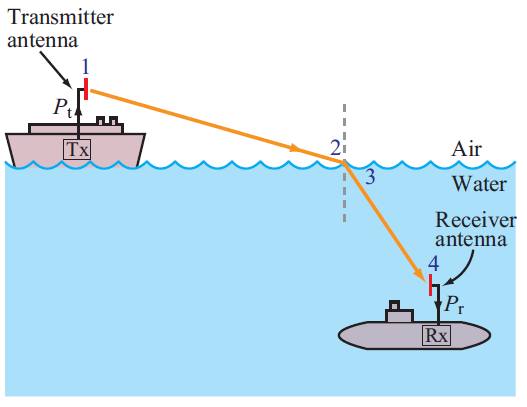 Transmitter
antenna
1
Pt
Tx
2
Air
3
Water
Receiver
antenna
4
Pr
Rx